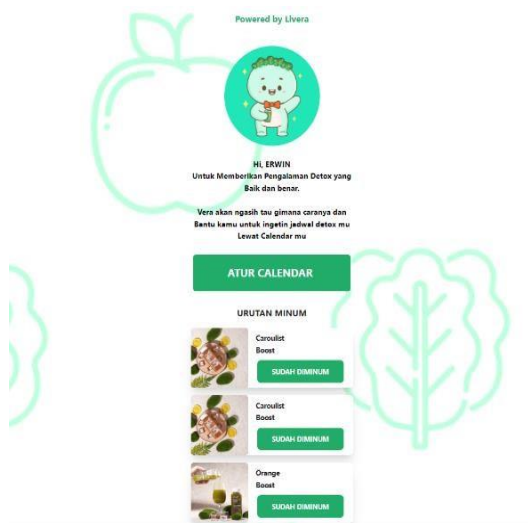 Powered by Livera
Hi, ERWIN
Untuk Memberikan Pengalaman Detox yang
Baik dan benar.
Vera akan ngasih tau gimana caranya dan
Bantu kamu untuk ingetin jadwal detox mu
Lewat Calendar mu
ATUR CALENDAR
URUTAN MINUM
Caroulist
Boost
SUDAH DIMINUM
Caroulist
Boost
SUDAH DIMINUM
Orange
Boost
SUDAH DIMINUM